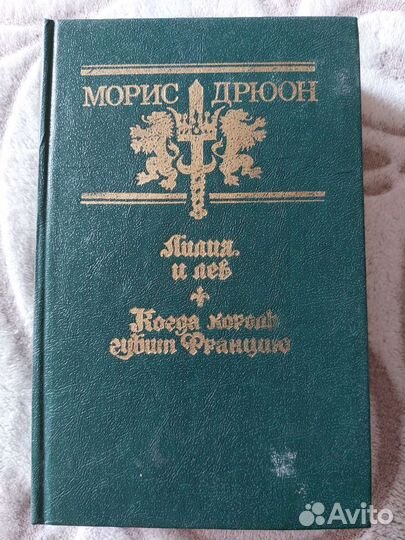 МОРИС ДРЮОН
Лилия
и лев
Когда король
губит Францию
Avito